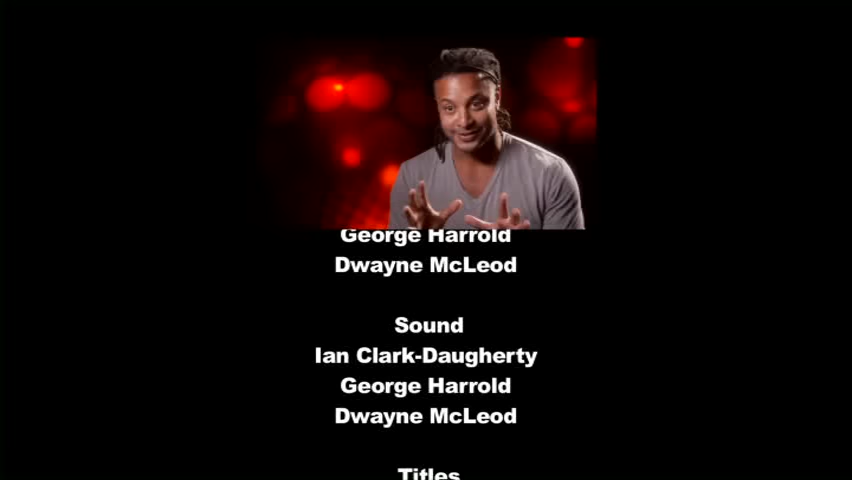 George Harrold
Dwayne McLeod
Sound
Ian Clark-Daugherty
George Harrold
Dwayne McLeod
Titles